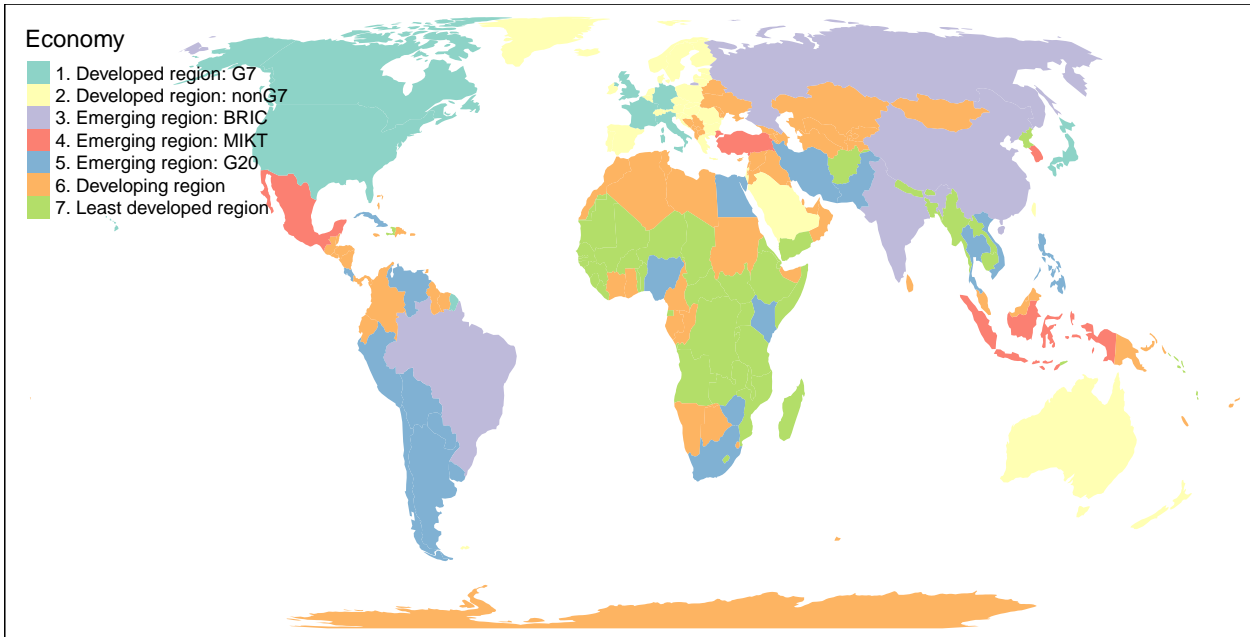 Economy
1. Developed region: G7
2. Developed region: nonG7
3. Emerging region: BRIC
4. Emerging region: MIKT
5. Emerging region: G20
6. Developing region
7. Least developed region